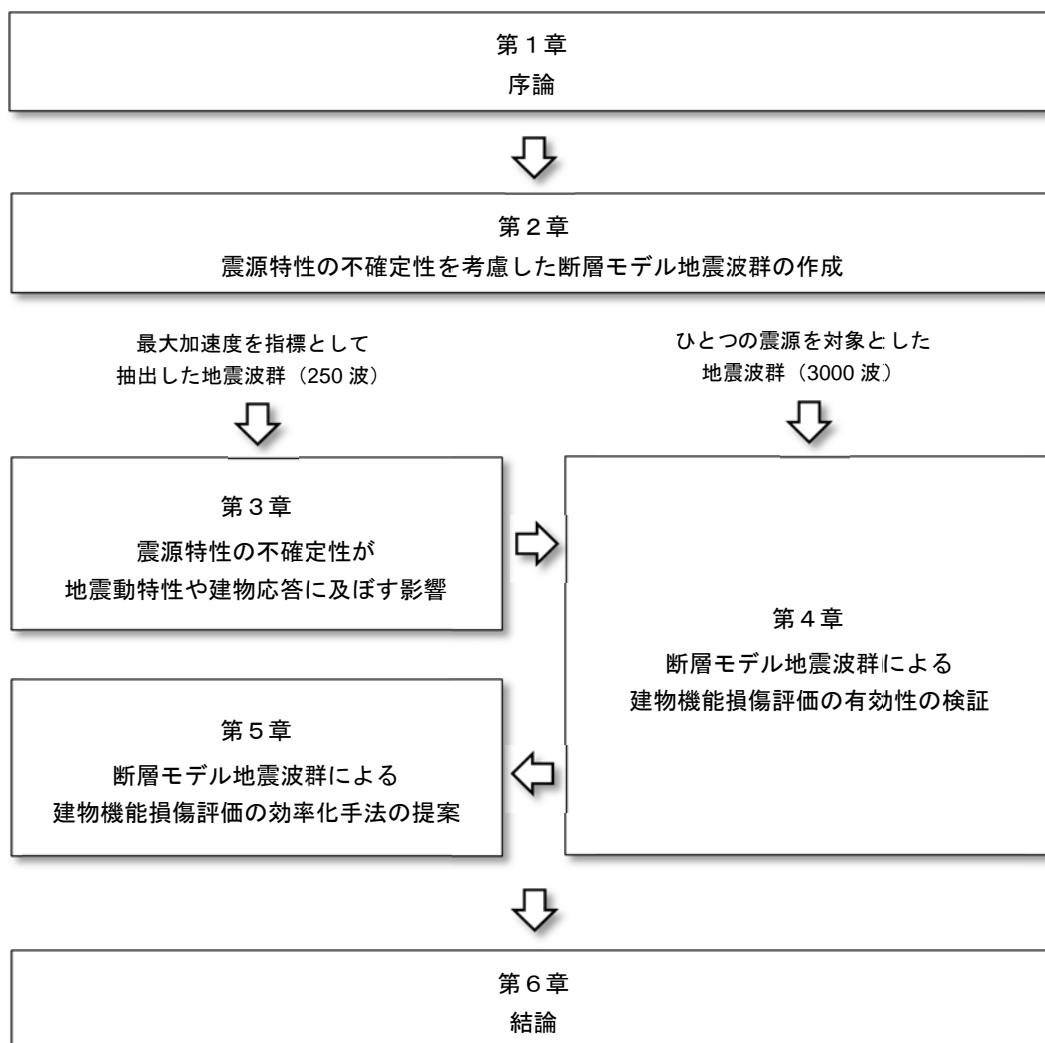 第１章
序論
第２章
震源特性の不確定性を考慮した断層モデル地震波群の作成
最大加速度を指標として
抽出した地震波群（250 波）
ひとつの震源を対象とした
地震波群（3000 波）
第３章
震源特性の不確定性が
地震動特性や建物応答に及ぼす影響
第４章
断層モデル地震波群による
建物機能損傷評価の有効性の検証
第５章
断層モデル地震波群による
建物機能損傷評価の効率化手法の提案
第６章
結論